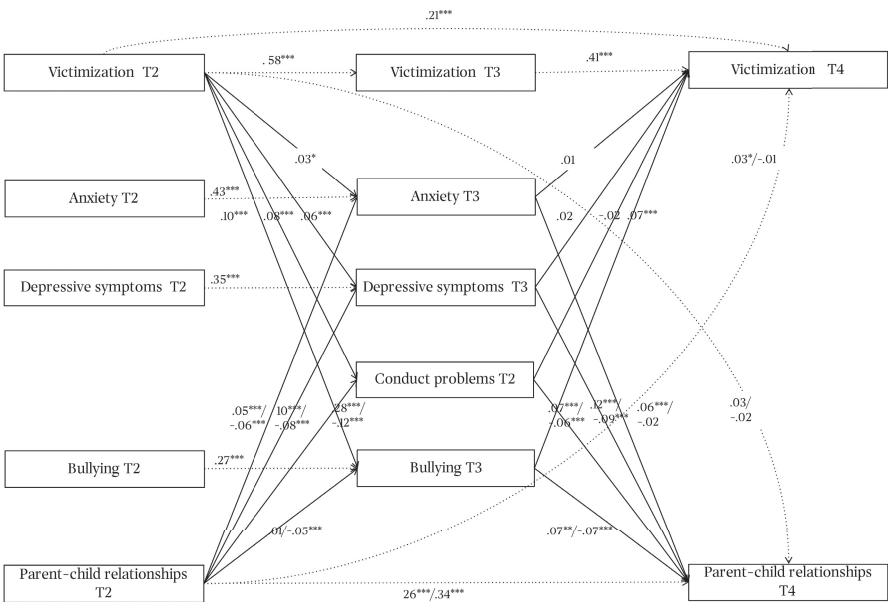 .21***
Victimization T2
.58***
Victimization T3
.41***
Victimization T4
.03*
.01
.03*/-.01
Anxiety T2
.43***
Anxiety T3
.10***
.08***
.06***
.02
-.02
.07***
Depressive symptoms T2
.35***
Depressive symptoms T3
Conduct problems T2
.05***/
-.06***
.10***/
-.08***
.28***/
-.12***
.07***/
-.06***
.12***/
-.09***
.06***/
-.02
.03/
-.02
Bullying T2
.27***
Bullying T3
.01/-.05***
.07**/-.07***
Parent-child relationships
T2
26***/.34***
Parent-child relationships
T4